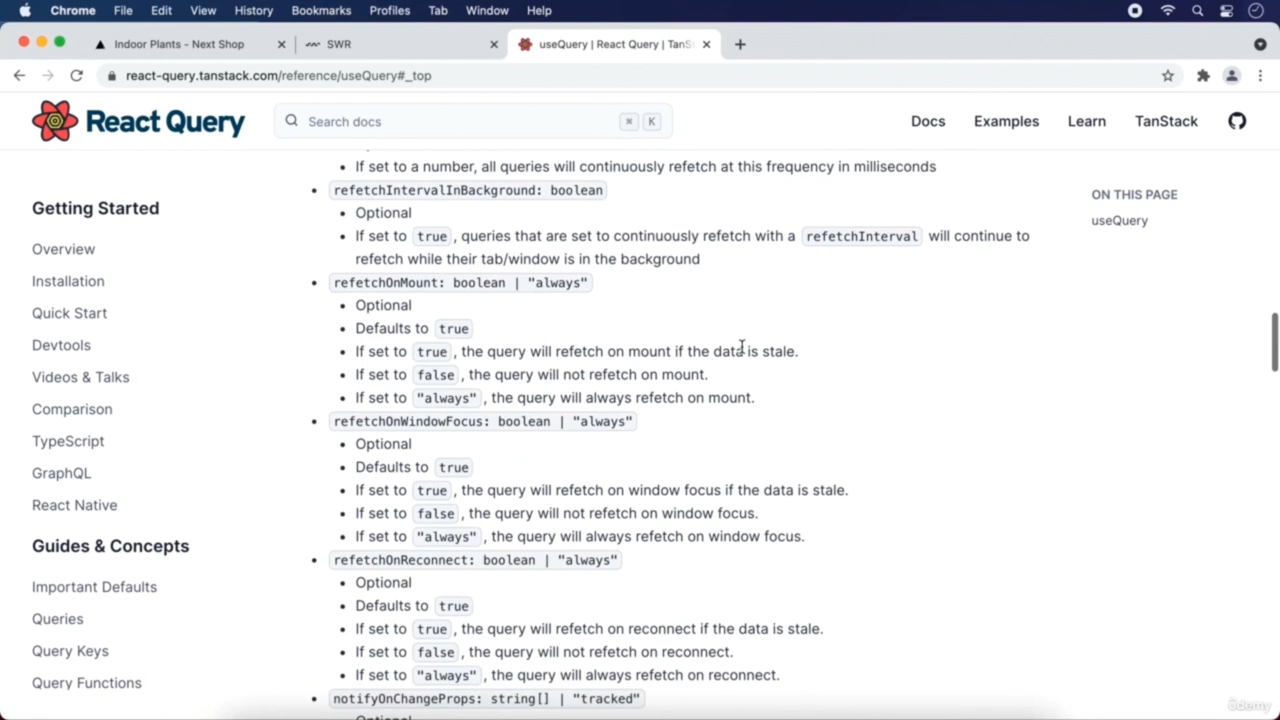 Chrome File Edit View History Bookmarks Profiles Tab Window Help
Indoor Plants - Next Shop
SWR
useQuery | React Query | TanS
react-query.tanstack.com/reference/useQuery#_top
React Query
Search docs
⌘ K
Docs Examples Learn TanStack
Getting Started
Overview
Installation
Quick Start
Devtools
Videos & Talks
Comparison
TypeScript
GraphQL
React Native
Guides & Concepts
Important Defaults
Queries
Query Keys
Query Functions
• If set to a number, all queries will continuously refetch at this frequency in milliseconds
• refetchIntervalInBackground: boolean
• Optional
• If set to true, queries that are set to continuously refetch with a refetchInterval will continue to
refetch while their tab/window is in the background
• refetchOnMount: boolean | "always"
• Optional
• Defaults to true
• If set to true, the query will refetch on mount if the data is stale.
• If set to false, the query will not refetch on mount.
• If set to "always", the query will always refetch on mount.
• refetchOnWindowFocus: boolean | "always"
• Optional
• Defaults to true
• If set to true, the query will refetch on window focus if the data is stale.
• If set to false, the query will not refetch on window focus.
• If set to "always", the query will always refetch on window focus.
• refetchOnReconnect: boolean | "always"
• Optional
• Defaults to true
• If set to true, the query will refetch on reconnect if the data is stale.
• If set to false, the query will not refetch on reconnect.
• If set to "always", the query will always refetch on reconnect.
• notifyOnChangeProps: string[] | "tracked"
• Optional
ON THIS PAGE
useQuery
ûdemy